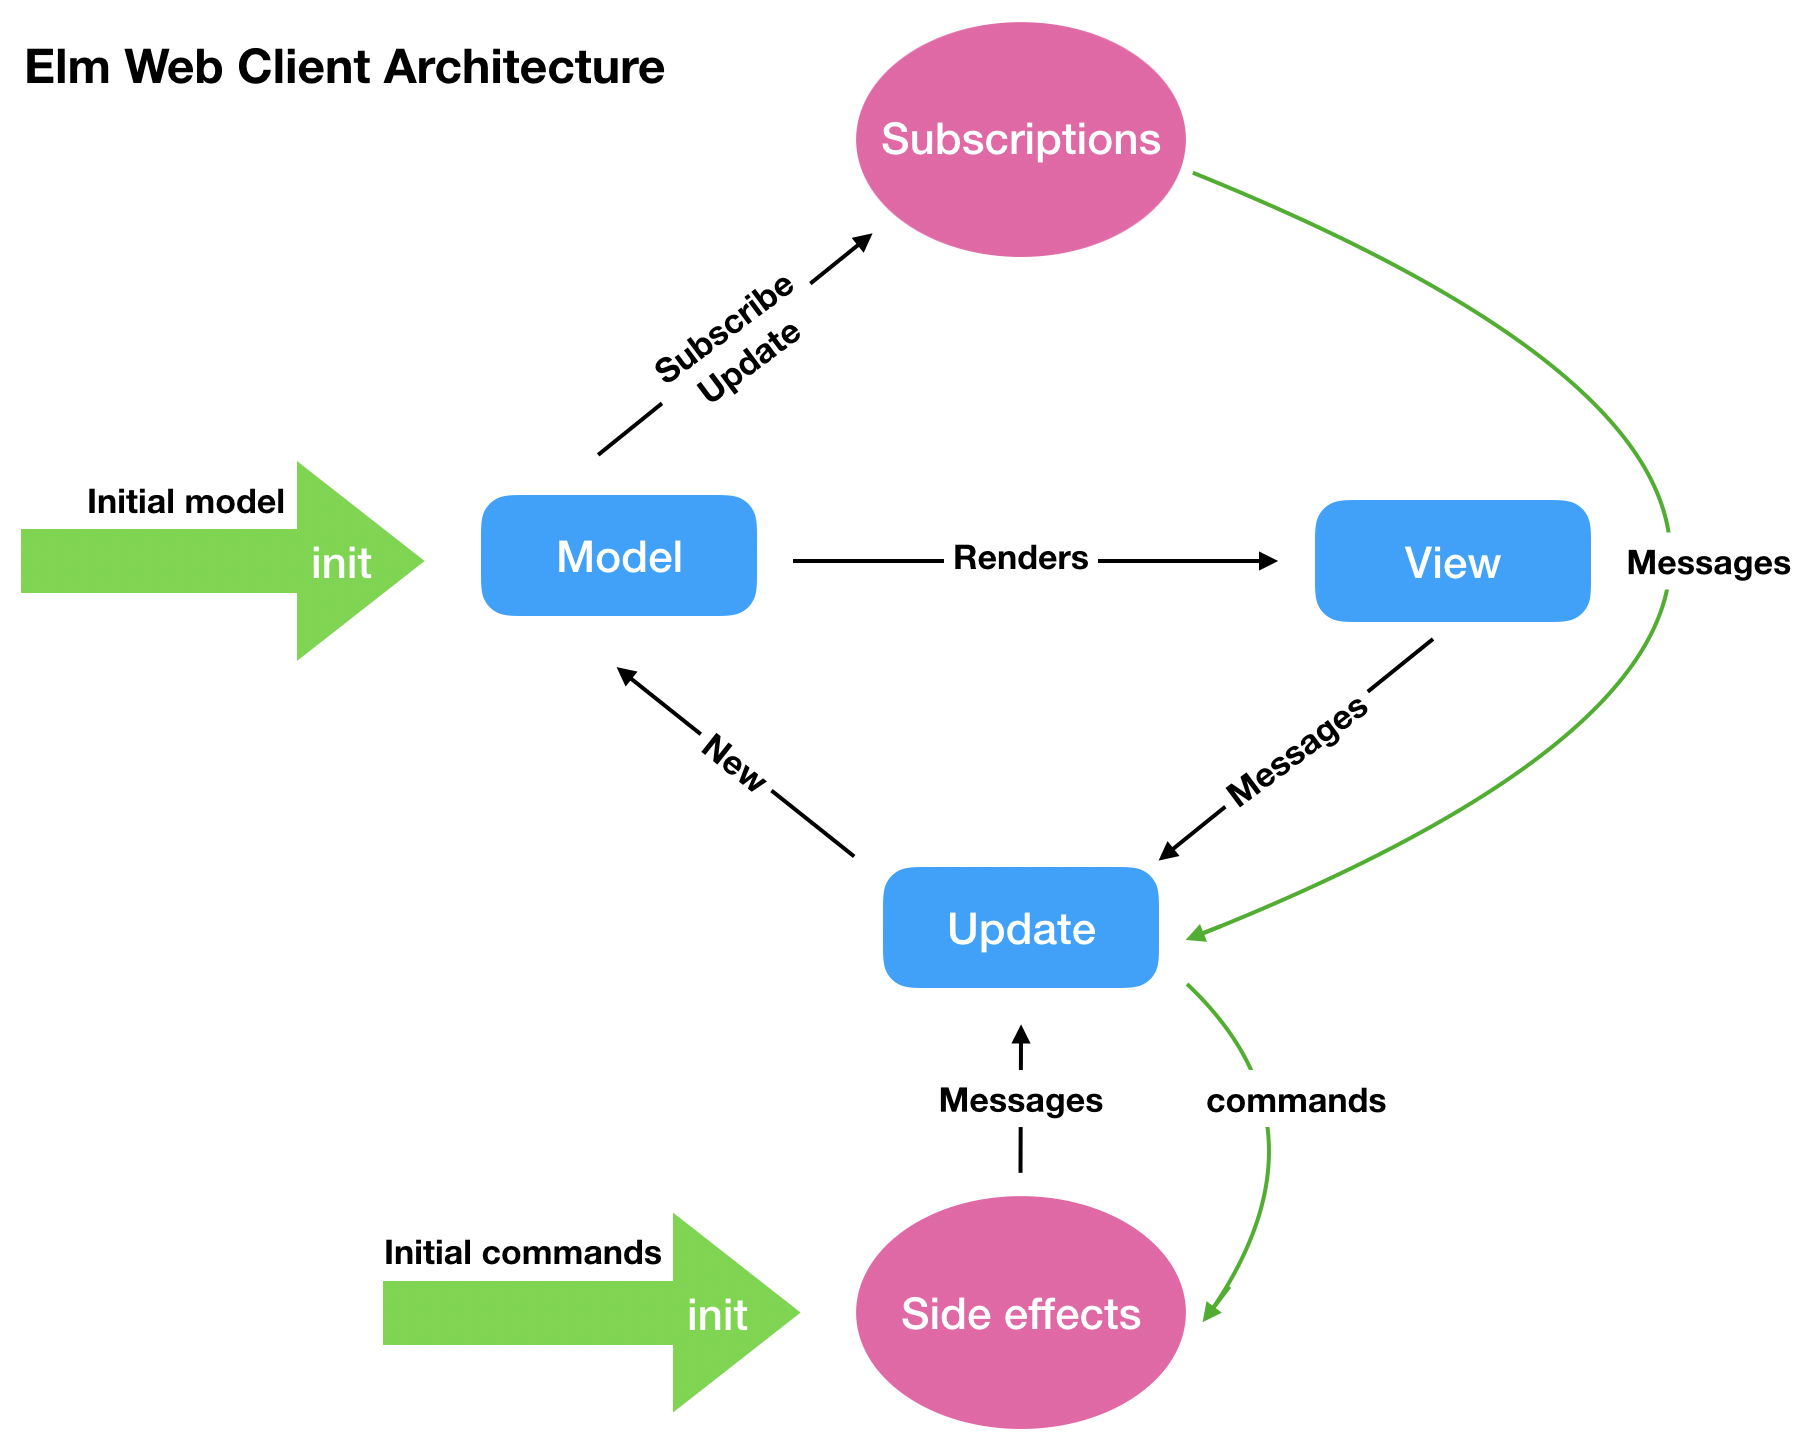 Elm Web Client Architecture
Subscriptions
Subscribe
Update
Initial model
init
Model
Renders
View
Messages
New
Messages
Update
Messages
commands
Initial commands
init
Side effects